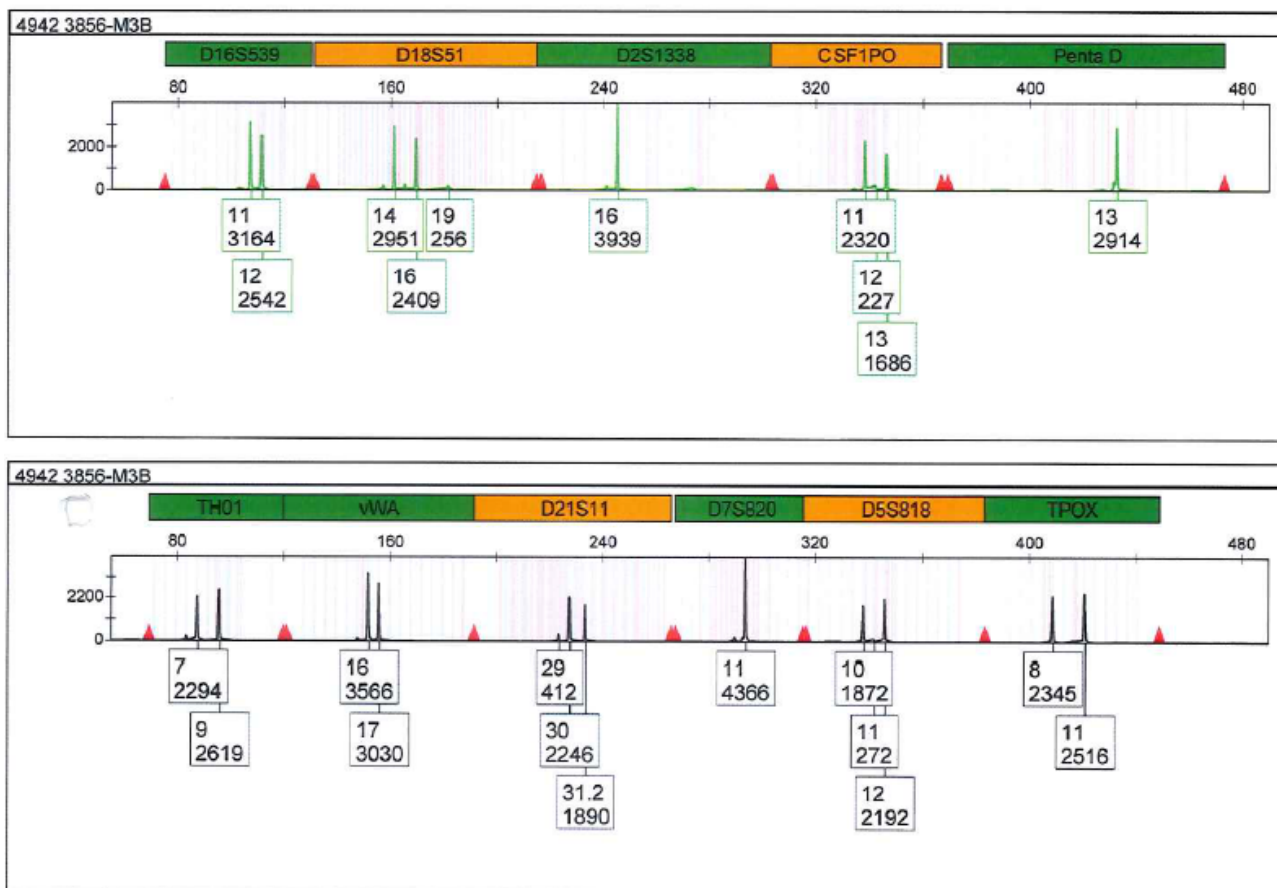 4942 3856-M3B
D16S539 D18S51 D2S1338 CSF1PO Penta D
80 160 240 320 400 480
2000
0
11 14 19 16 11 13
3164 2951 256 3939 2320 2914
12 16 12
2542 2409 227
13
1686
4942 3856-M3B
TH01 vWA D21S11 D7S820 D5S818 TPOX
80 160 240 320 400 480
2200
0
7 16 29 11 10 8
2294 3566 412 4366 1872 2345
9 17 30 11 11
2619 3030 2246 272 2516
31.2 12
1890 2192